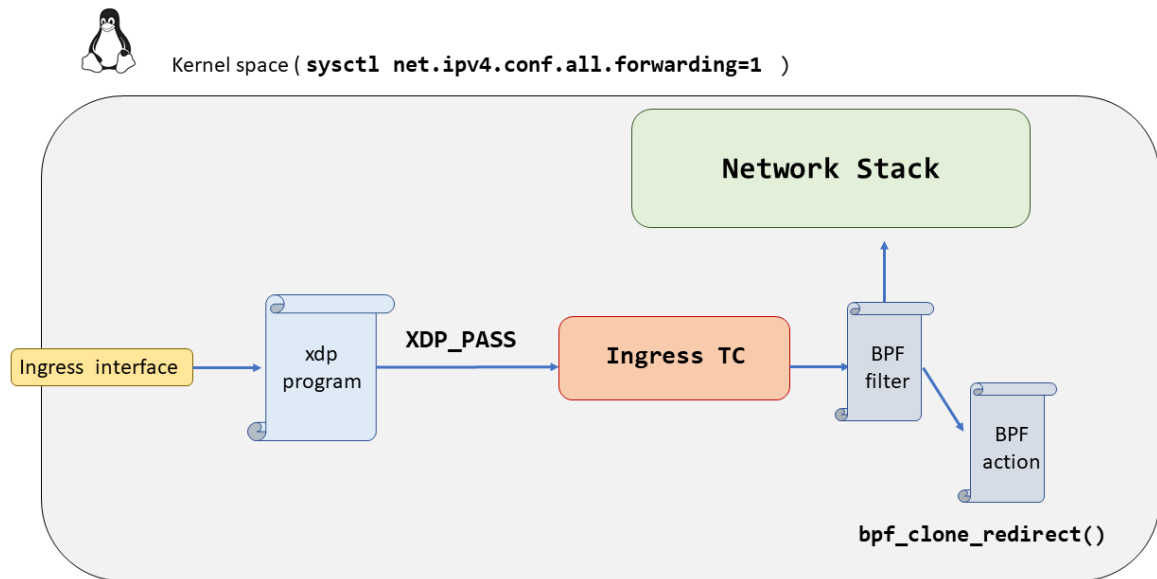 Kernel space ( sysctl net.ipv4.conf.all.forwarding=1 )
Network Stack
Ingress interface
xdp
program
XDP_PASS
Ingress TC
BPF
filter
BPF
action
bpf_clone_redirect()